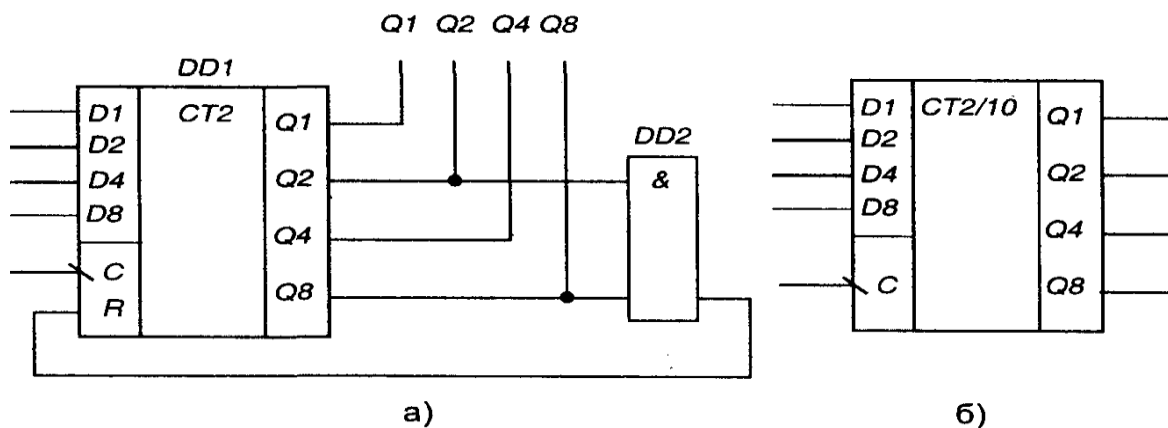 Q1 Q2 Q4 Q8
DD1
D1 CT2 Q1
D2
D4 Q2
D8
Q4
C
Q8
R
DD2
&
а)
D1 CT2/10 Q1
D2
D4 Q2
D8
Q4
C Q8
б)